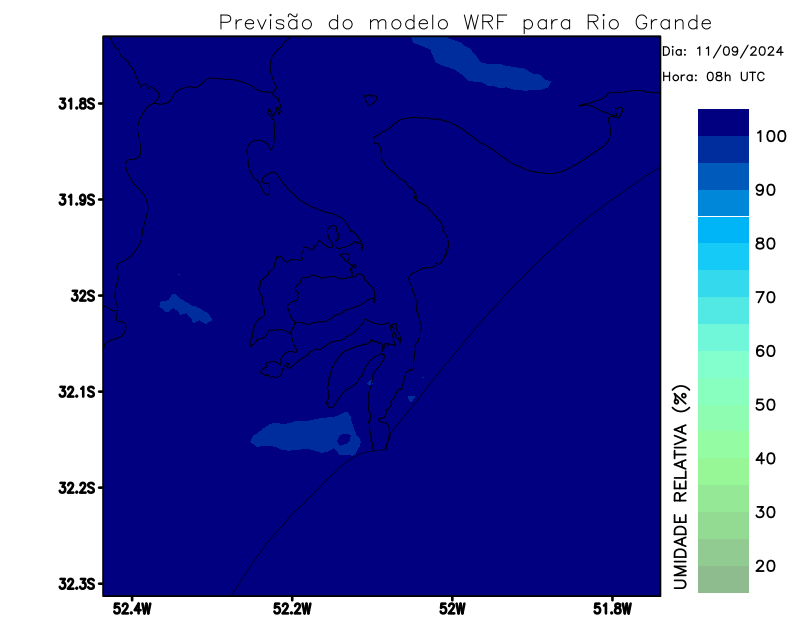 Previsão do modelo WRF para Rio Grande
Dia: 11/09/2024
Hora: 08h UTC
31.8S
31.9S
32S
32.1S
32.2S
32.3S
52.4W
52.2W
52W
51.8W
UMIDADE RELATIVA (%)
100
90
80
70
60
50
40
30
20